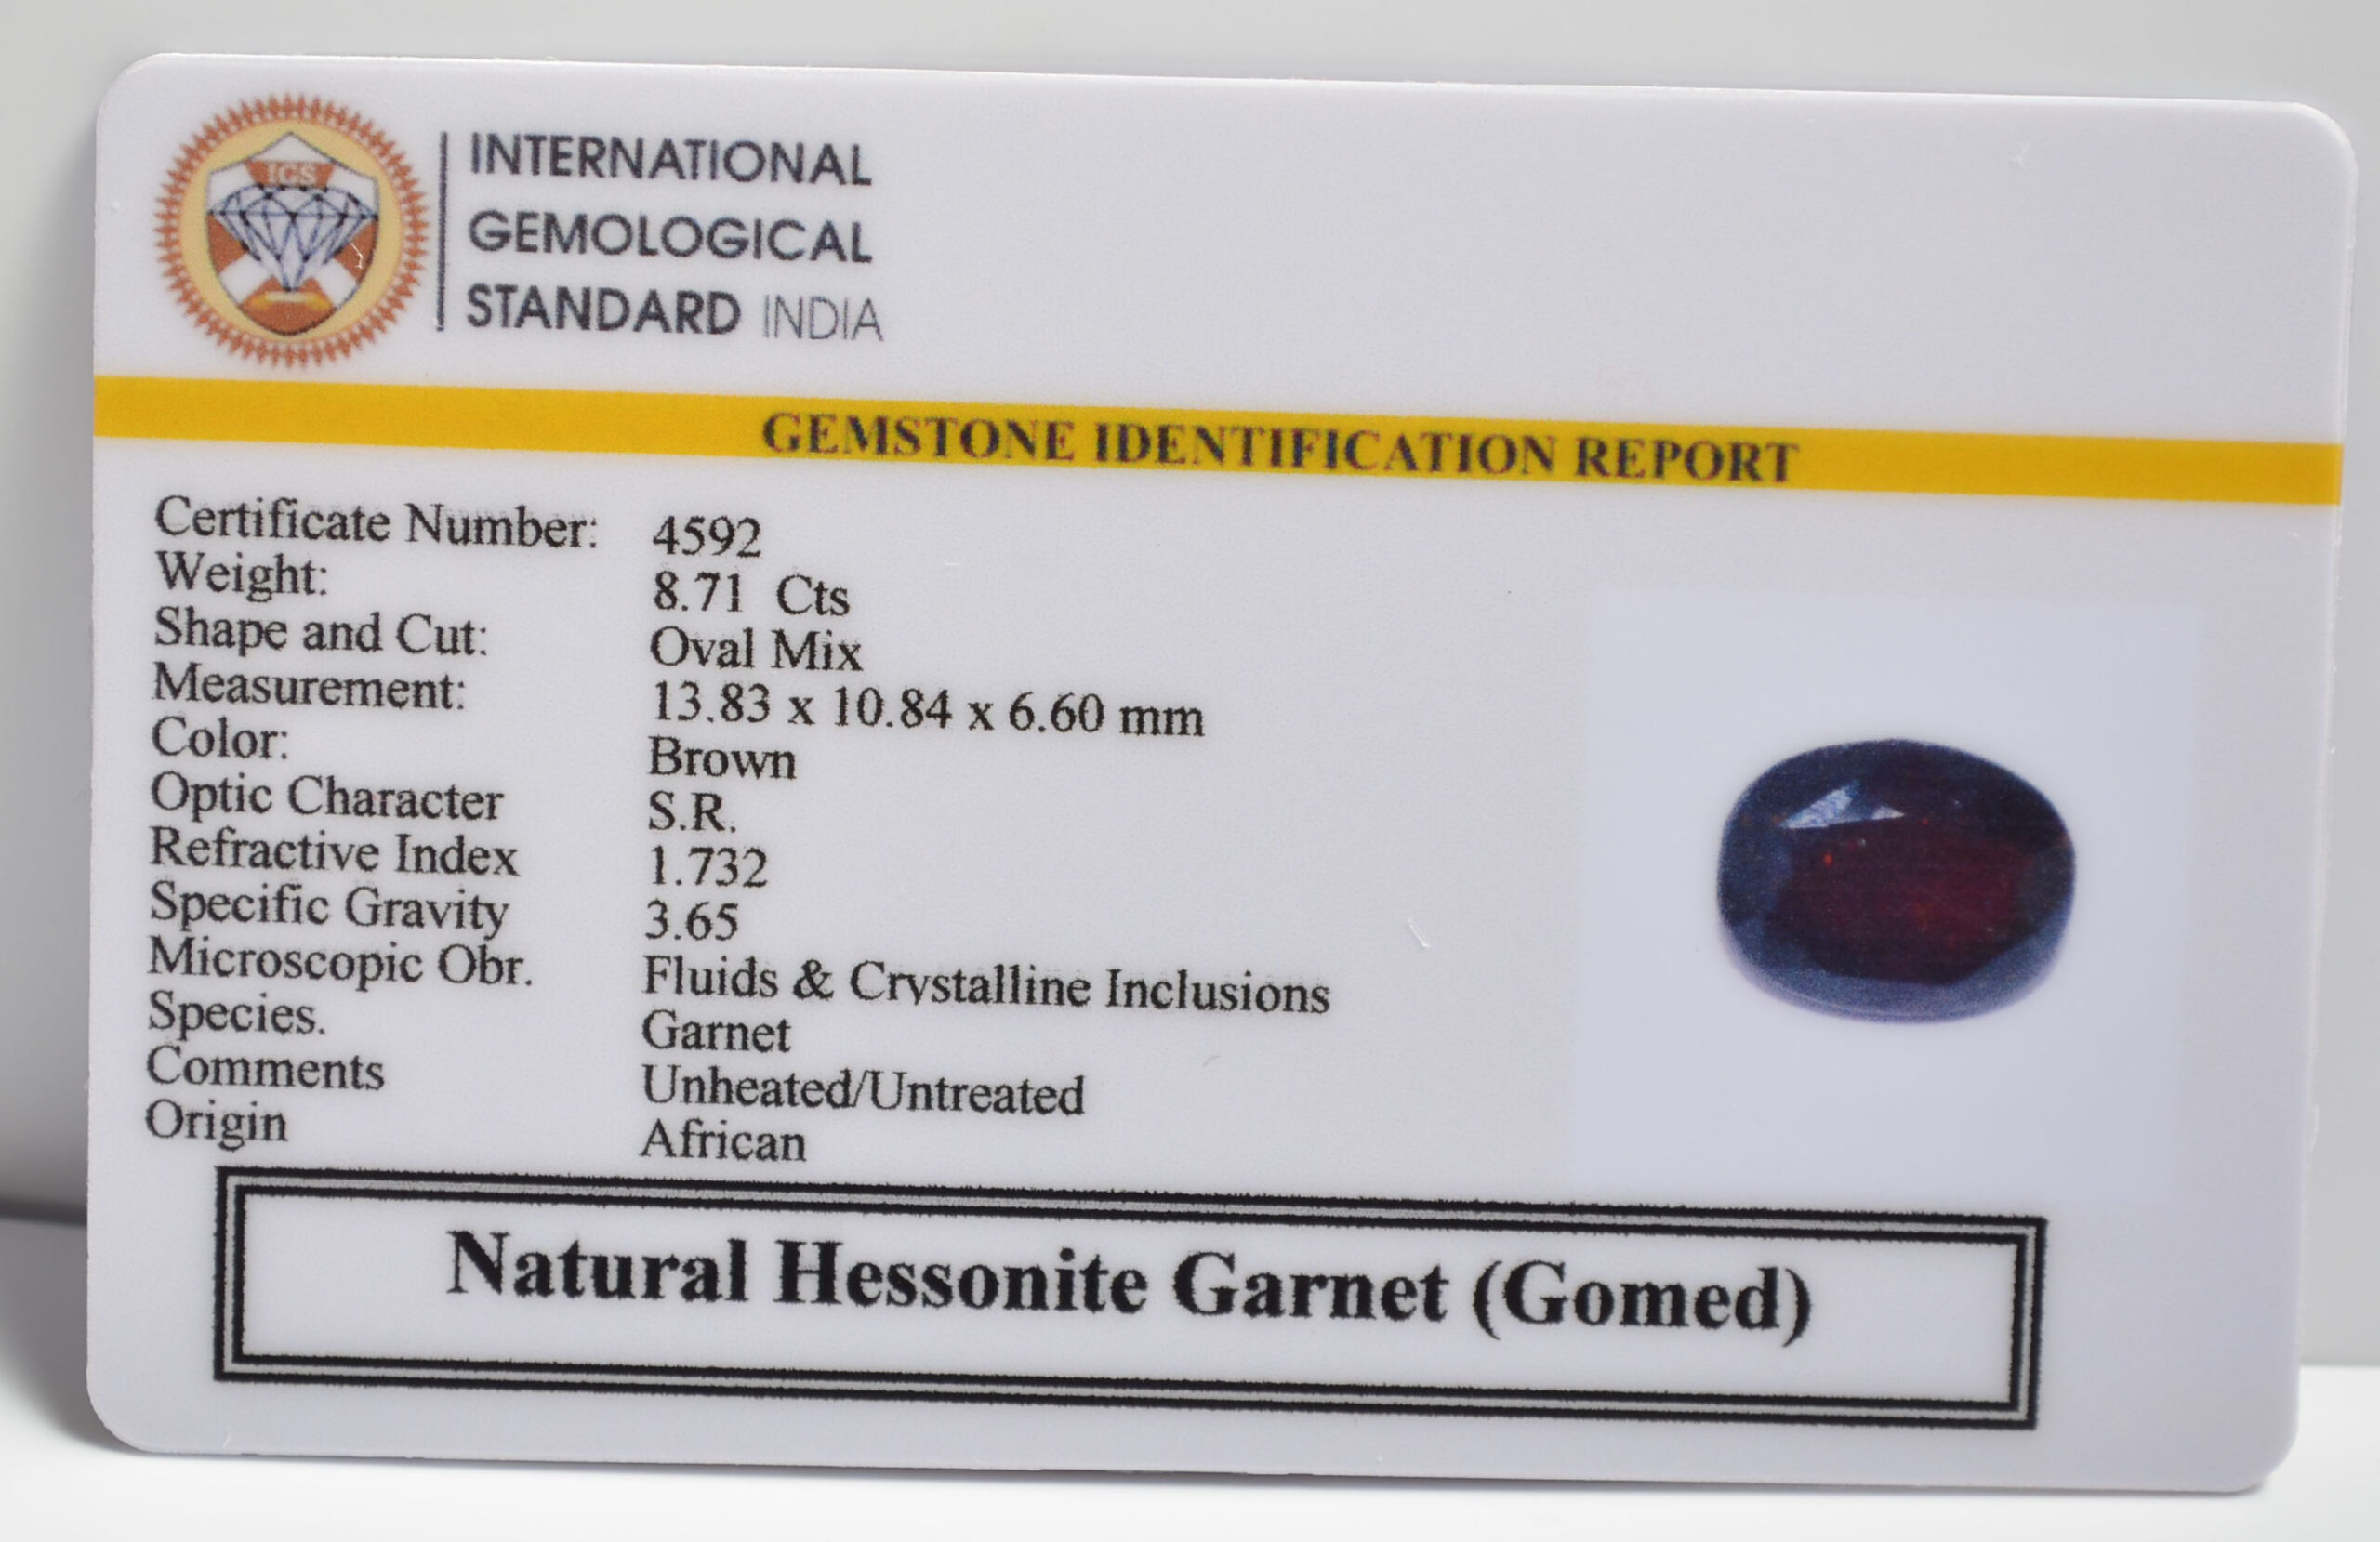 IGS
INTERNATIONAL
GEMOLOGICAL
STANDARD INDIA
GEMSTONE IDENTIFICATION REPORT
Certificate Number: 4592
Weight: 8.71 Cts
Shape and Cut: Oval Mix
Measurement: 13.83 x 10.84 x 6.60 mm
Color: Brown
Optic Character S.R.
Refractive Index 1.732
Specific Gravity 3.65
Microscopic Obr. Fluids & Crystalline Inclusions
Species. Garnet
Comments Unheated/Untreated
Origin African
Natural Hessonite Garnet (Gomed)